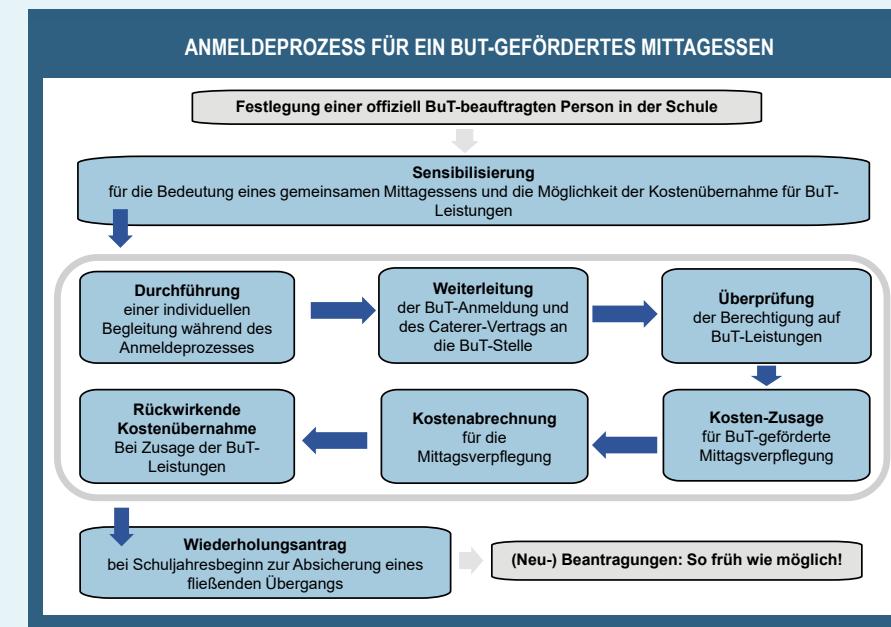 ANMELDEPROZESS FÜR EIN BUT-GEFÖRDERTES MITTAGESSEN
Festlegung einer offiziell BuT-beauftragten Person in der Schule
Sensibilisierung
für die Bedeutung eines gemeinsamen Mittagessens und die Möglichkeit der Kostenübernahme für BuT-
Leistungen
Durchführung
einer individuellen
Begleitung während des
Anmeldeprozesses
Weiterleitung
der BuT-Anmeldung und
des Caterer-Vertrags an
die BuT-Stelle
Überprüfung
der Berechtigung auf
BuT-Leistungen
Kosten-Zusage
für BuT-geförderte
Mittagsverpflegung
Kostenabrechnung
für die
Mittagsverpflegung
Rückwirkende
Kostenübernahme
Bei Zusage der BuT-
Leistungen
Wiederholungsantrag
bei Schuljahresbeginn zur Absicherung eines
fließenden Übergangs
(Neu-) Beantragungen: So früh wie möglich!